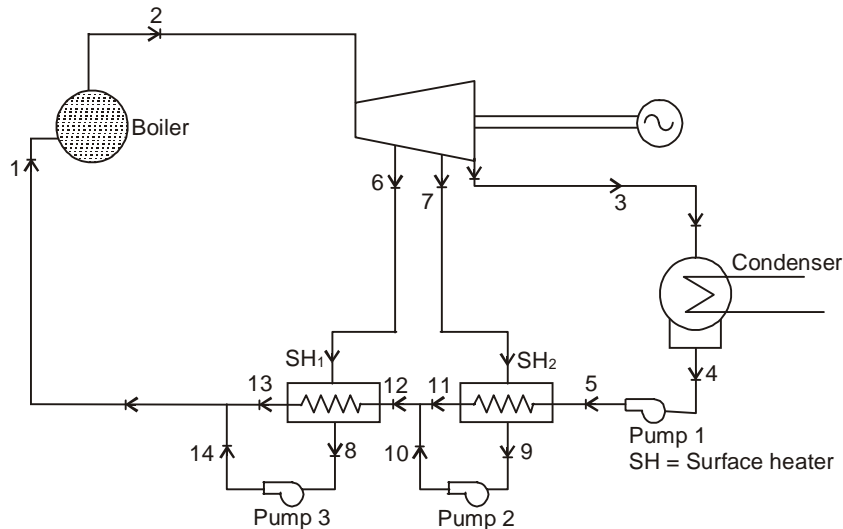 2
Boiler
1
6
7
3
Condenser
SH₁
SH₂
13
12
11
5
4
14
8
10
9
Pump 1
SH = Surface heater
Pump 3
Pump 2